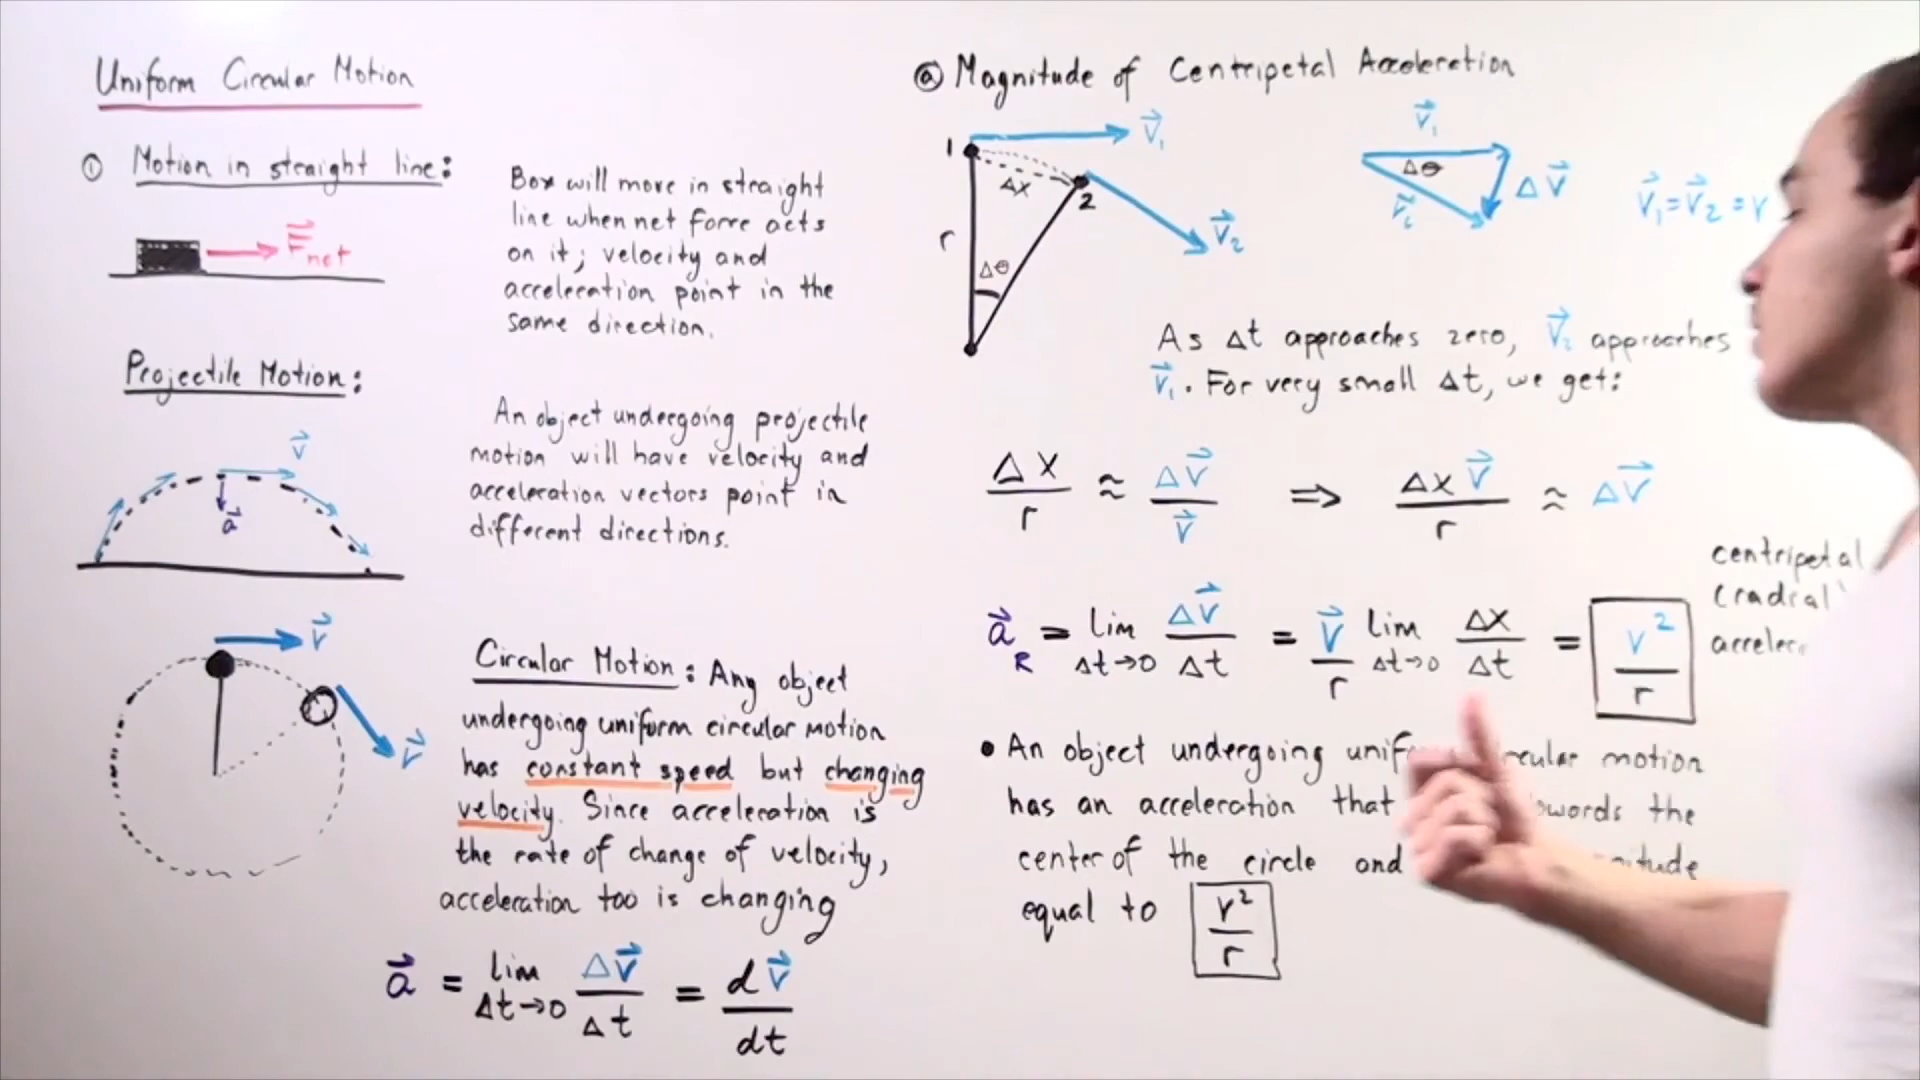 Uniform Circular Motion
① Motion in straight line:
F⃗net
Box will move in straight
line when net force acts
on it; velocity and
acceleration point in the
same direction.
Projectile Motion:
v⃗
a⃗
An object undergoing projectile
motion will have velocity and
acceleration vectors point in
different directions.
v⃗
v⃗
Circular Motion: Any object
undergoing uniform circular motion
has constant speed but changing
velocity. Since acceleration is
the rate of change of velocity,
acceleration too is changing
a⃗ = lim Δt→0 Δv⃗/Δt = dv⃗/dt
ⓐ Magnitude of Centripetal Acceleration
1 v⃗₁
Δx
2
v⃗₂
r
Δθ
v⃗₁
Δθ
Δv⃗
v⃗₂
v⃗₁=v⃗₂=v
As Δt approaches zero, v⃗₂ approaches
v⃗₁. For very small Δt, we get:
Δx/r ≈ Δv⃗/v⃗ ⇒ Δx v⃗/r ≈ Δv⃗
a⃗R = lim Δt→0 Δv⃗/Δt = v⃗/r lim Δt→0 Δx/Δt = v²/r
centripetal
• An object undergoing motion
has an acceleration that the
center of the circle and
equal to v²/r